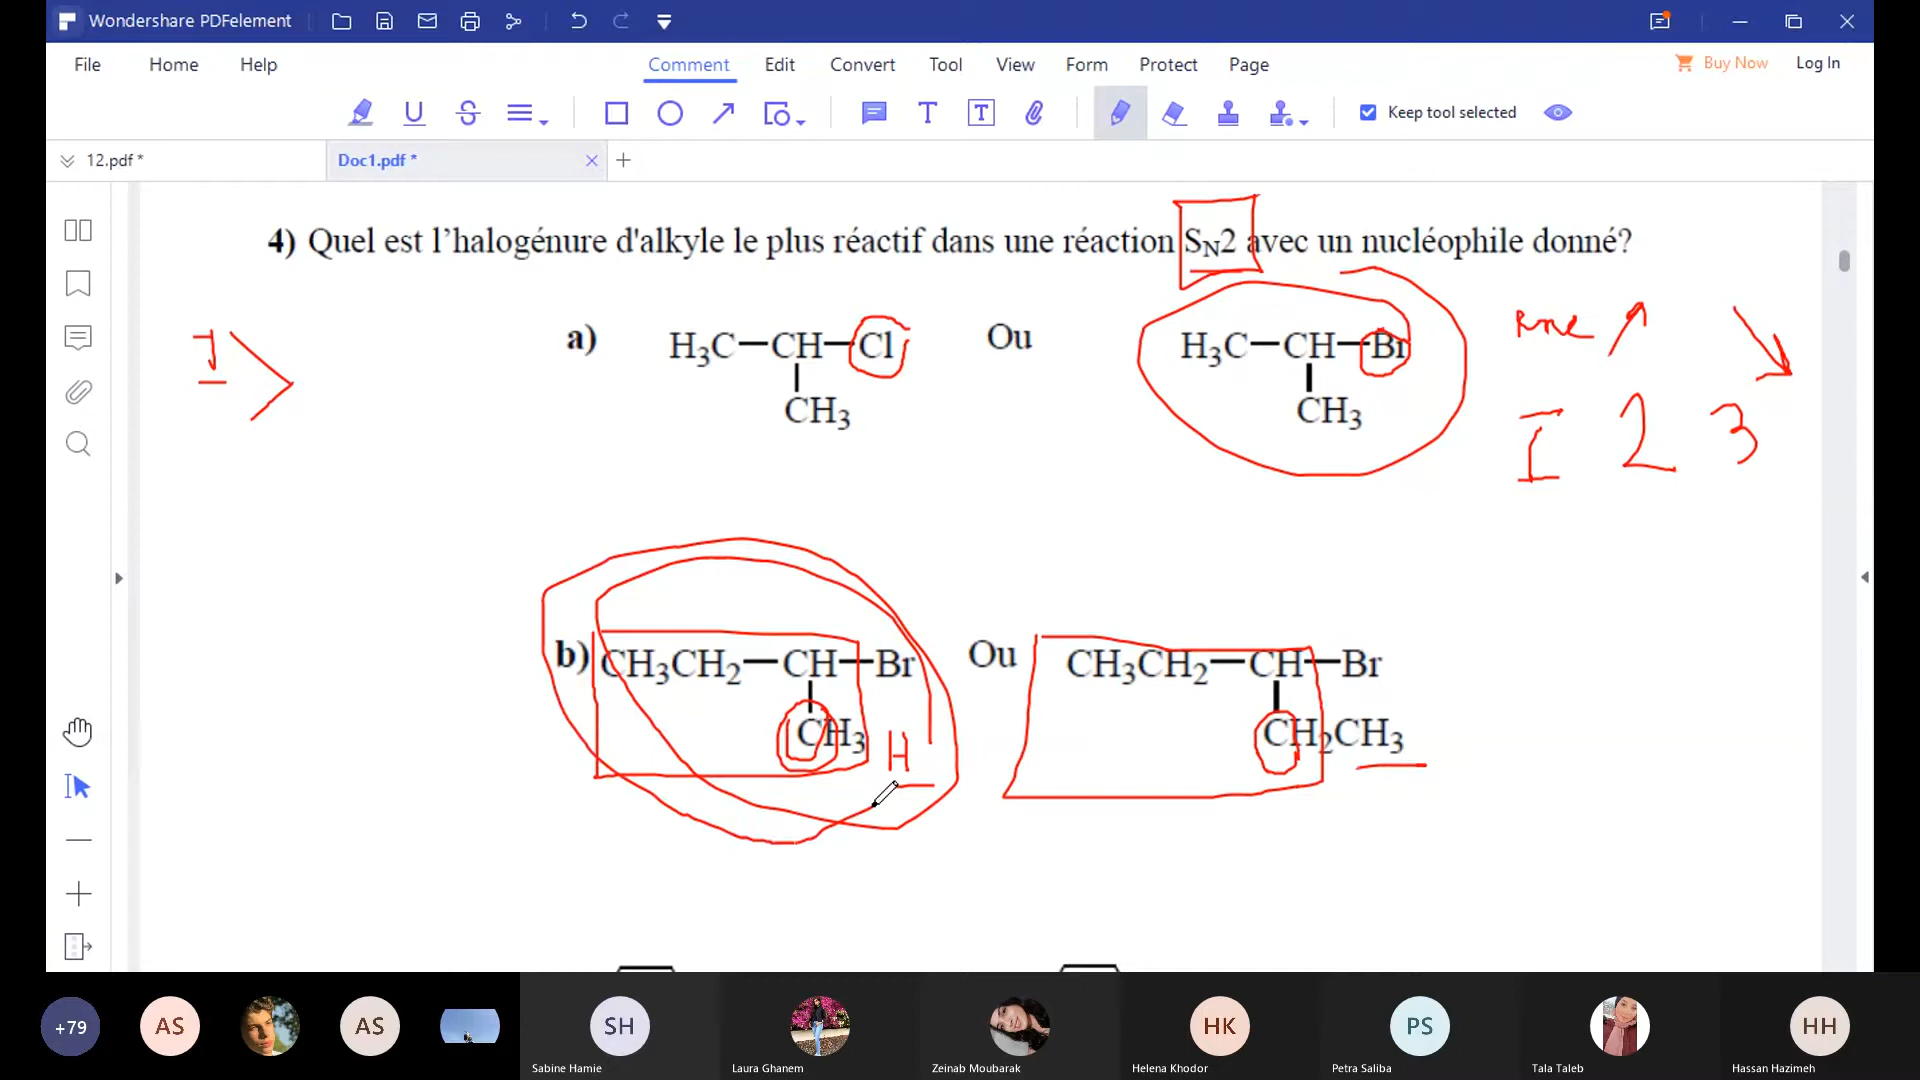 Wondershare PDFelement
File Home Help Comment Edit Convert Tool View Form Protect Page Buy Now Log In
Keep tool selected
12.pdf * Doc1.pdf *
4) Quel est l’halogénure d'alkyle le plus réactif dans une réaction SN2 avec un nucléophile donné?
a) H3C—CH—Cl Ou H3C—CH—Br
CH3 CH3
I 2 3
b) CH3CH2—CH—Br Ou CH3CH2—CH—Br
CH3 CH2CH3
H
+79 AS AS SH HK PS HH
Sabine Hamie Laura Ghanem Zeinab Moubarak Helena Khodor Petra Saliba Tala Taleb Hassan Hazimeh